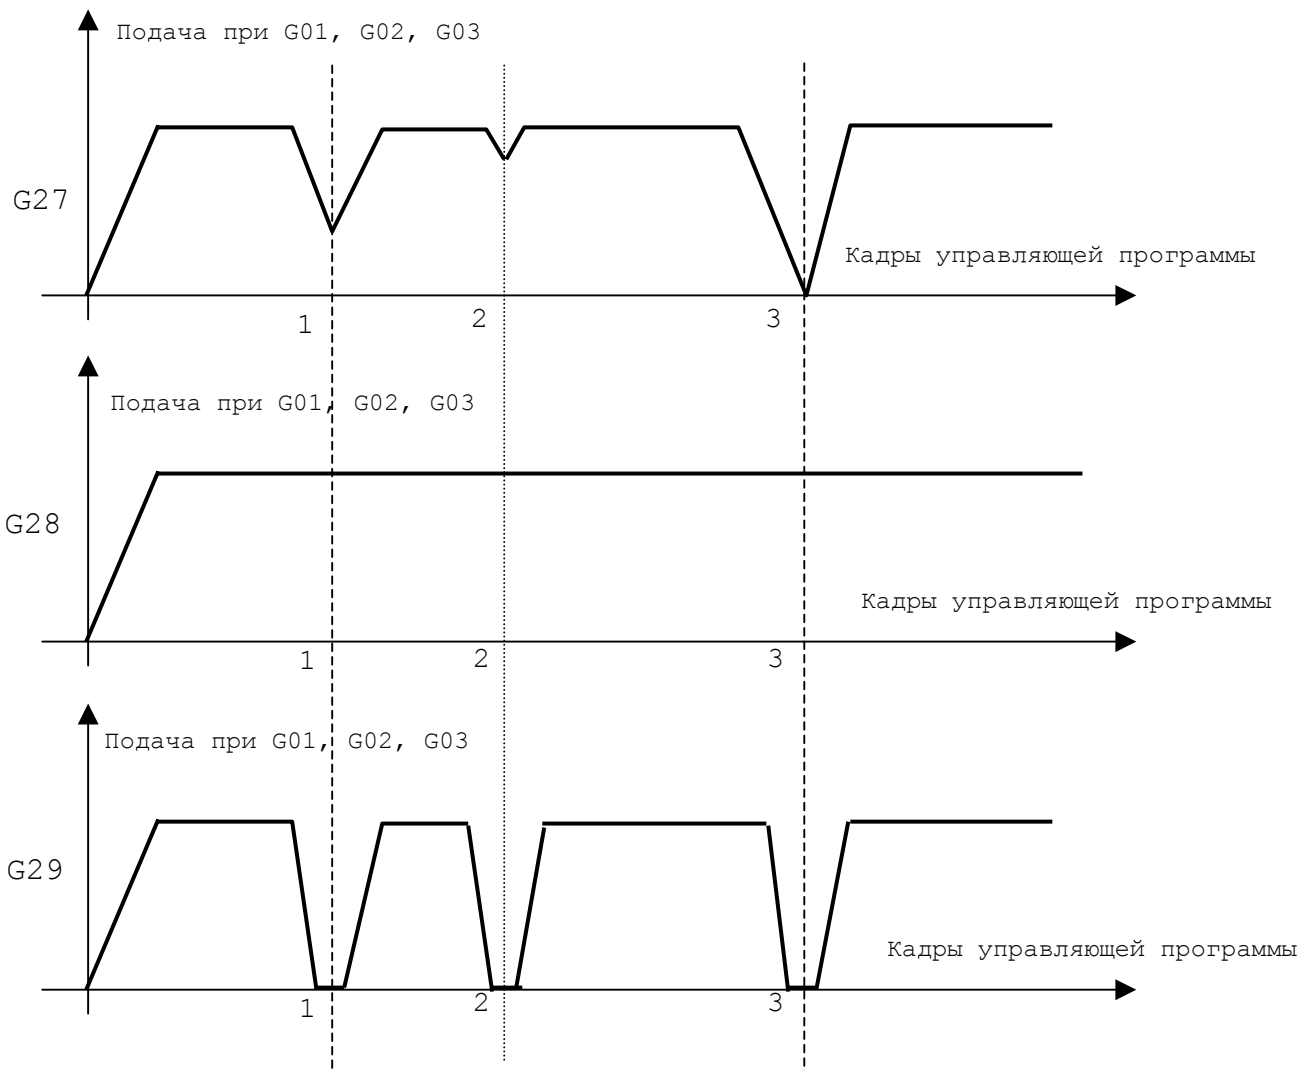 Подача при G01, G02, G03
G27
Кадры управляющей программы
1 2 3
Подача при G01, G02, G03
G28
Кадры управляющей программы
1 2 3
Подача при G01, G02, G03
G29
Кадры управляющей программы
1 2 3